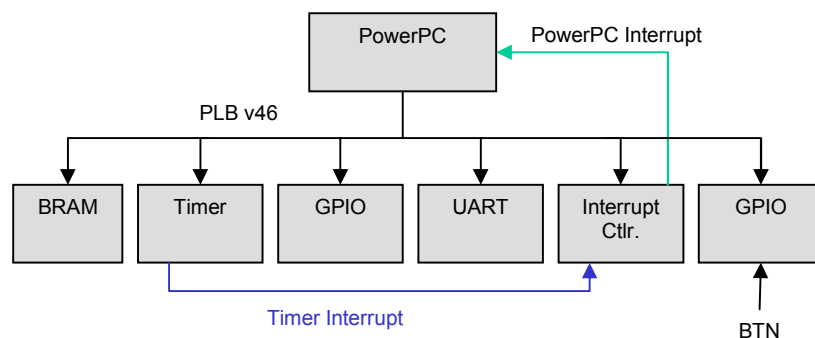 PowerPC
PowerPC Interrupt
PLB v46
BRAM
Timer
GPIO
UART
Interrupt
Ctlr.
GPIO
Timer Interrupt
BTN